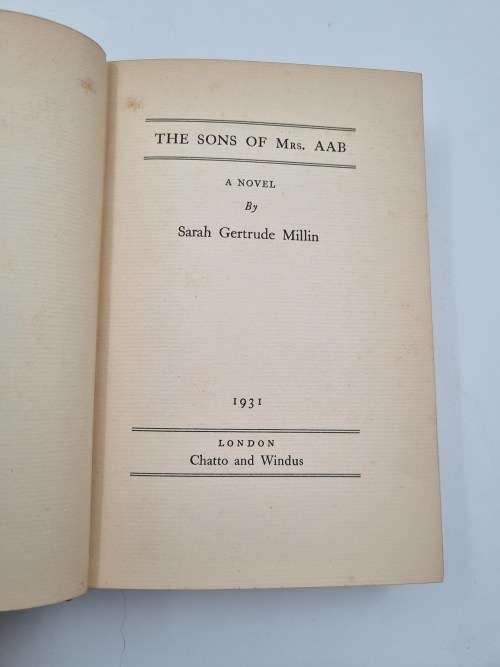 THE SONS OF MRS. AAB
A NOVEL
By
Sarah Gertrude Millin
1931
LONDON
Chatto and Windus